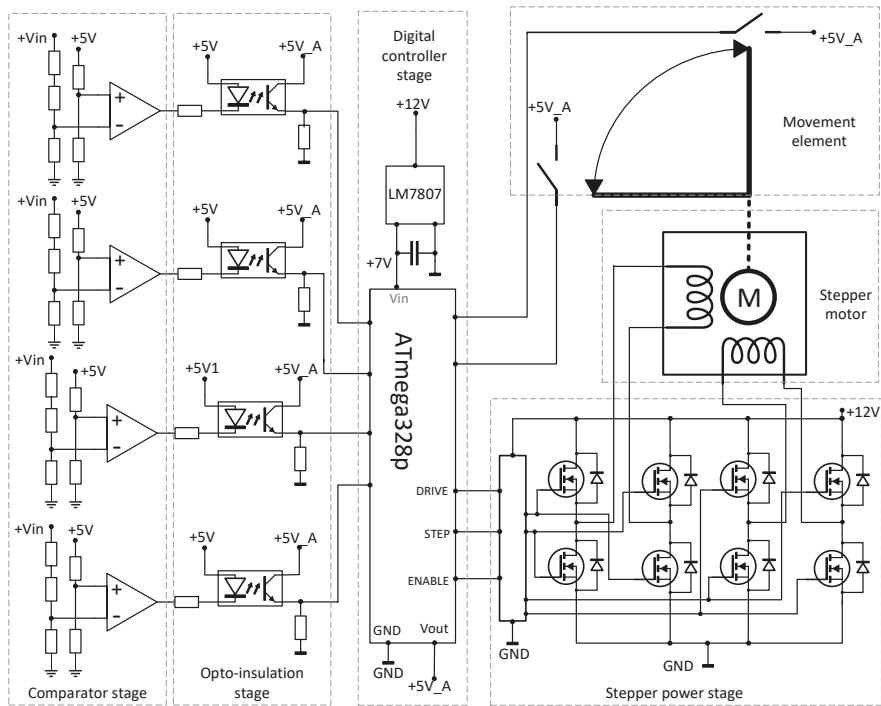 +Vin
+5V
+
−
+5V
+5V_A
+Vin
+5V
+
−
+5V
+5V_A
+Vin
+5V
+
−
+5V1
+5V_A
+Vin
+5V
+
−
+5V
+5V_A
Comparator stage
Opto-insulation
stage
Digital
controller
stage
+12V
LM7807
+7V
Vin
ATmega328p
DRIVE
STEP
ENABLE
GND
Vout
GND
+5V_A
+5V_A
+5V_A
Movement
element
M
Stepper
motor
+12V
GND
GND
Stepper power stage